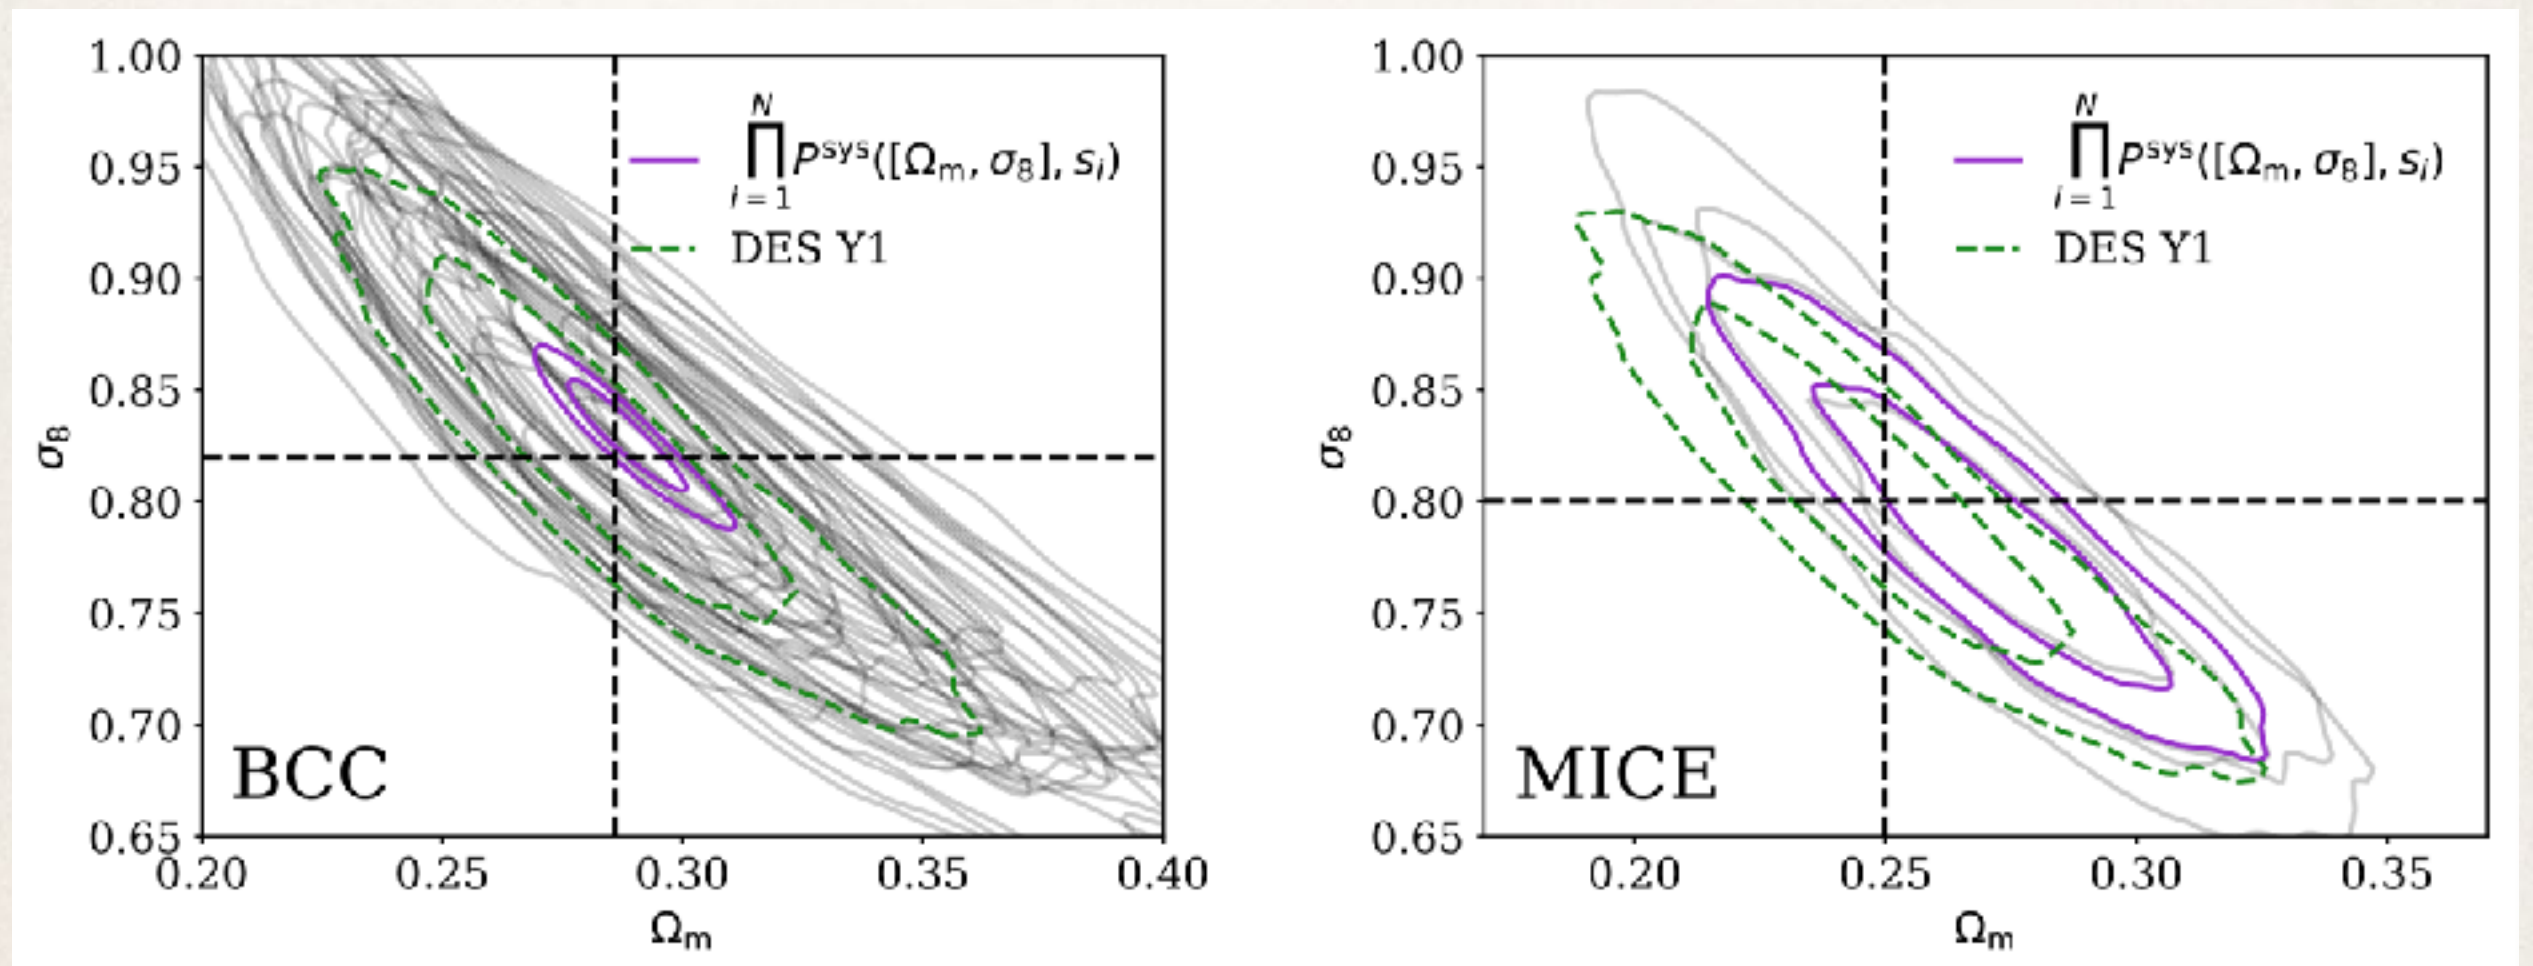 1.00
0.95
0.90
0.85
0.80
0.75
0.70
0.65
σ8
0.20 0.25 0.30 0.35 0.40
Ωm
N
∏ Psys([Ωm, σ8], si)
i = 1
DES Y1
BCC
1.00
0.95
0.90
0.85
0.80
0.75
0.70
0.65
σ8
0.20 0.25 0.30 0.35
Ωm
N
∏ Psys([Ωm, σ8], si)
i = 1
DES Y1
MICE